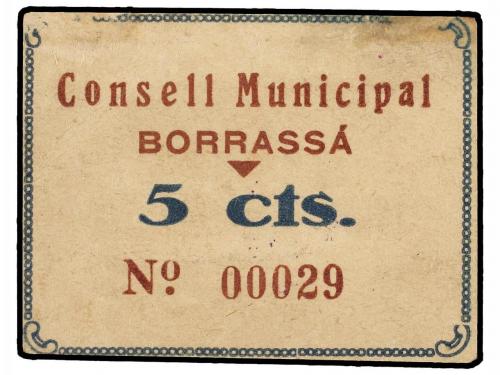 Consell Municipal
BORRASSÁ
5 cts.
Nº 00029